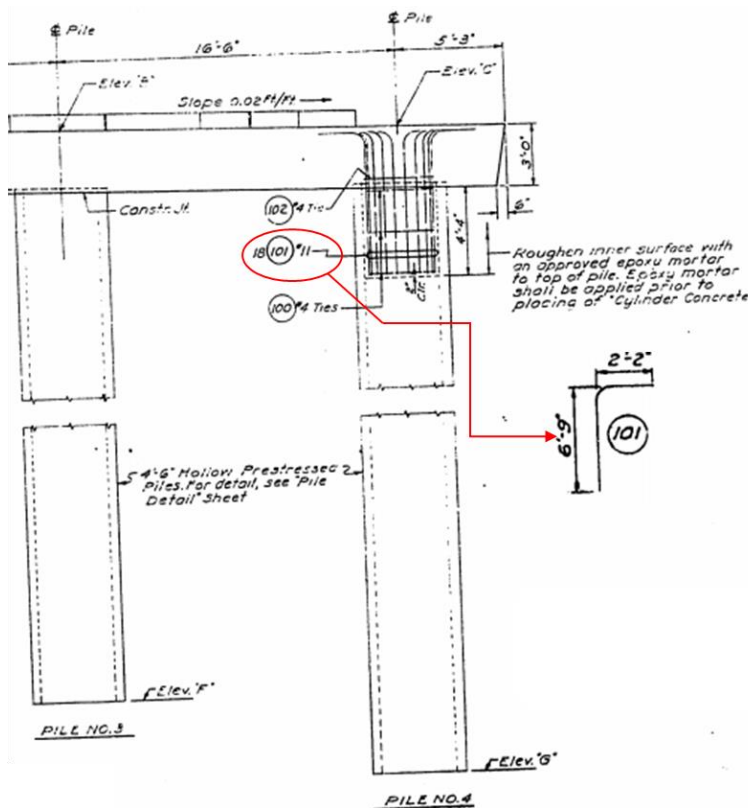 ℄ Pile
℄ Pile
16'-6"
5'-3"
Elev. "B"
Elev. "C"
Slope 0.02 Ft/Ft
3'-0"
6"
Constr. Jt.
102 #4 Tie
4'-4"
18 101 #11
100 #4 Ties
Clr.
Roughen inner surface with
an approved epoxy mortar
to top of pile. Epoxy mortar
shall be applied prior to
placing of "Cylinder Concrete
2'-2"
6'-9"
101
4'-6" Hollow Prestressed
Piles. For detail, see "Pile
Detail" Sheet
Elev. "F"
PILE NO. 3
Elev. "G"
PILE NO. 4